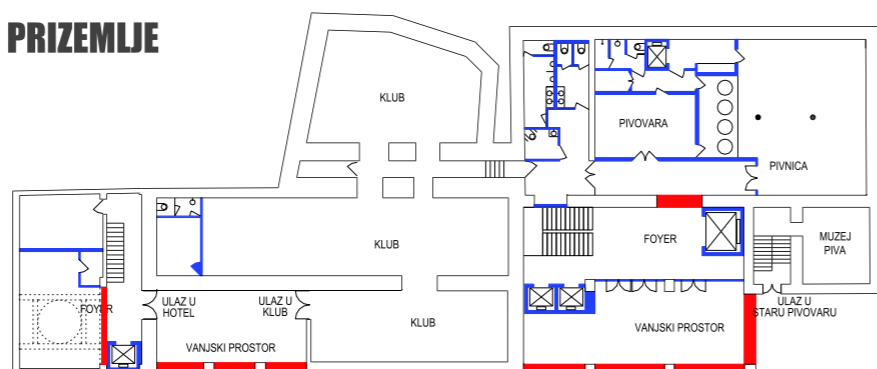 PRIZEMLJE
KLUB
PIVOVARA
PIVNICA
KLUB
FOYER
MUZEJ
PIVA
FOYER
ULAZ U
HOTEL
ULAZ U
KLUB
KLUB
VANJSKI PROSTOR
VANJSKI PROSTOR
ULAZ U
STARU PIVOVARU